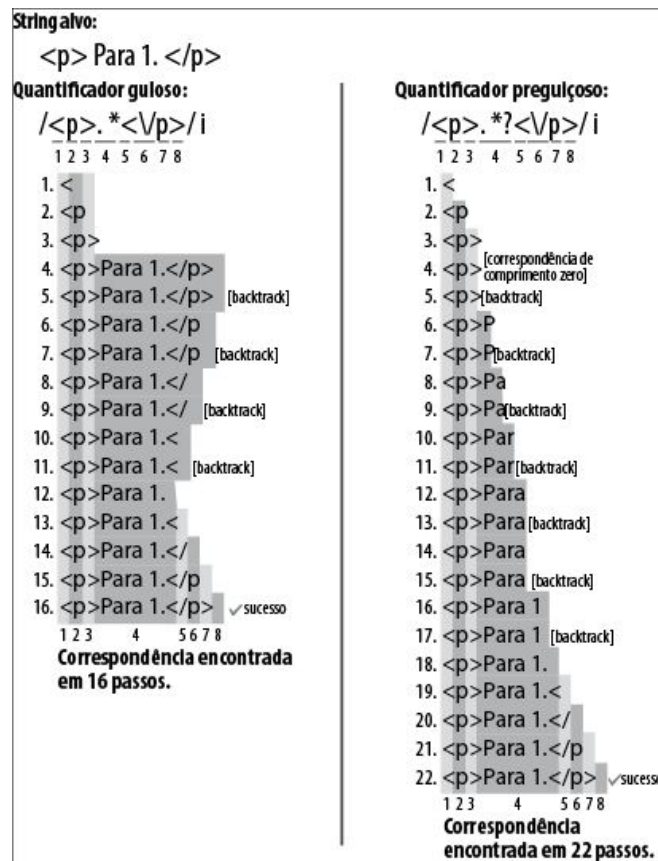 String alvo:
<p> Para 1. </p>
Quantificador guloso:
/<p>. *<\/p>/ i
1 2 3 4 5 6 7 8
1. <
2. <p
3. <p>
4. <p>Para 1.</p>
5. <p>Para 1.</p> [backtrack]
6. <p>Para 1.</p
7. <p>Para 1.</p [backtrack]
8. <p>Para 1.</
9. <p>Para 1.</ [backtrack]
10. <p>Para 1.<
11. <p>Para 1.< [backtrack]
12. <p>Para 1.
13. <p>Para 1.<
14. <p>Para 1.</
15. <p>Para 1.</p
16. <p>Para 1.</p> ✓sucesso
1 2 3 4 5 6 7 8
Correspondência encontrada
em 16 passos.
Quantificador preguiçoso:
/<p>. *?<\/p>/ i
1 2 3 4 5 6 7 8
1. <
2. <p
3. <p>
4. <p> [correspondência de
comprimento zero]
5. <p>[backtrack]
6. <p>P
7. <p>P[backtrack]
8. <p>Pa
9. <p>Pa[backtrack]
10. <p>Par
11. <p>Par[backtrack]
12. <p>Para
13. <p>Para [backtrack]
14. <p>Para
15. <p>Para [backtrack]
16. <p>Para 1
17. <p>Para 1 [backtrack]
18. <p>Para 1.
19. <p>Para 1.<
20. <p>Para 1.</
21. <p>Para 1.</p
22. <p>Para 1.</p> ✓sucesso
1 2 3 4 5 6 7 8
Correspondência
encontrada em 22 passos.